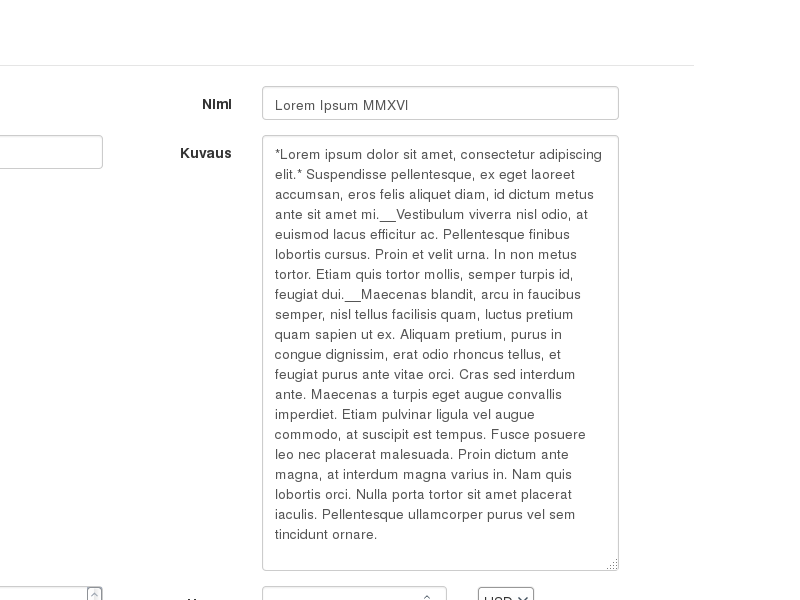 Nimi
Lorem Ipsum MMXVI
Kuvaus
*Lorem ipsum dolor sit amet, consectetur adipiscing
elit.* Suspendisse pellentesque, ex eget laoreet
accumsan, eros felis aliquet diam, id dictum metus
ante sit amet mi.__Vestibulum viverra nisl odio, at
euismod lacus efficitur ac. Pellentesque finibus
lobortis cursus. Proin et velit urna. In non metus
tortor. Etiam quis tortor mollis, semper turpis id,
feugiat dui.__Maecenas blandit, arcu in faucibus
semper, nisl tellus facilisis quam, luctus pretium
quam sapien ut ex. Aliquam pretium, purus in
congue dignissim, erat odio rhoncus tellus, et
feugiat purus ante vitae orci. Cras sed interdum
ante. Maecenas a turpis eget augue convallis
imperdiet. Etiam pulvinar ligula vel augue
commodo, at suscipit est tempus. Fusce posuere
leo nec placerat malesuada. Proin dictum ante
magna, at interdum magna varius in. Nam quis
lobortis orci. Nulla porta tortor sit amet placerat
iaculis. Pellentesque ullamcorper purus vel sem
tincidunt ornare.
USD